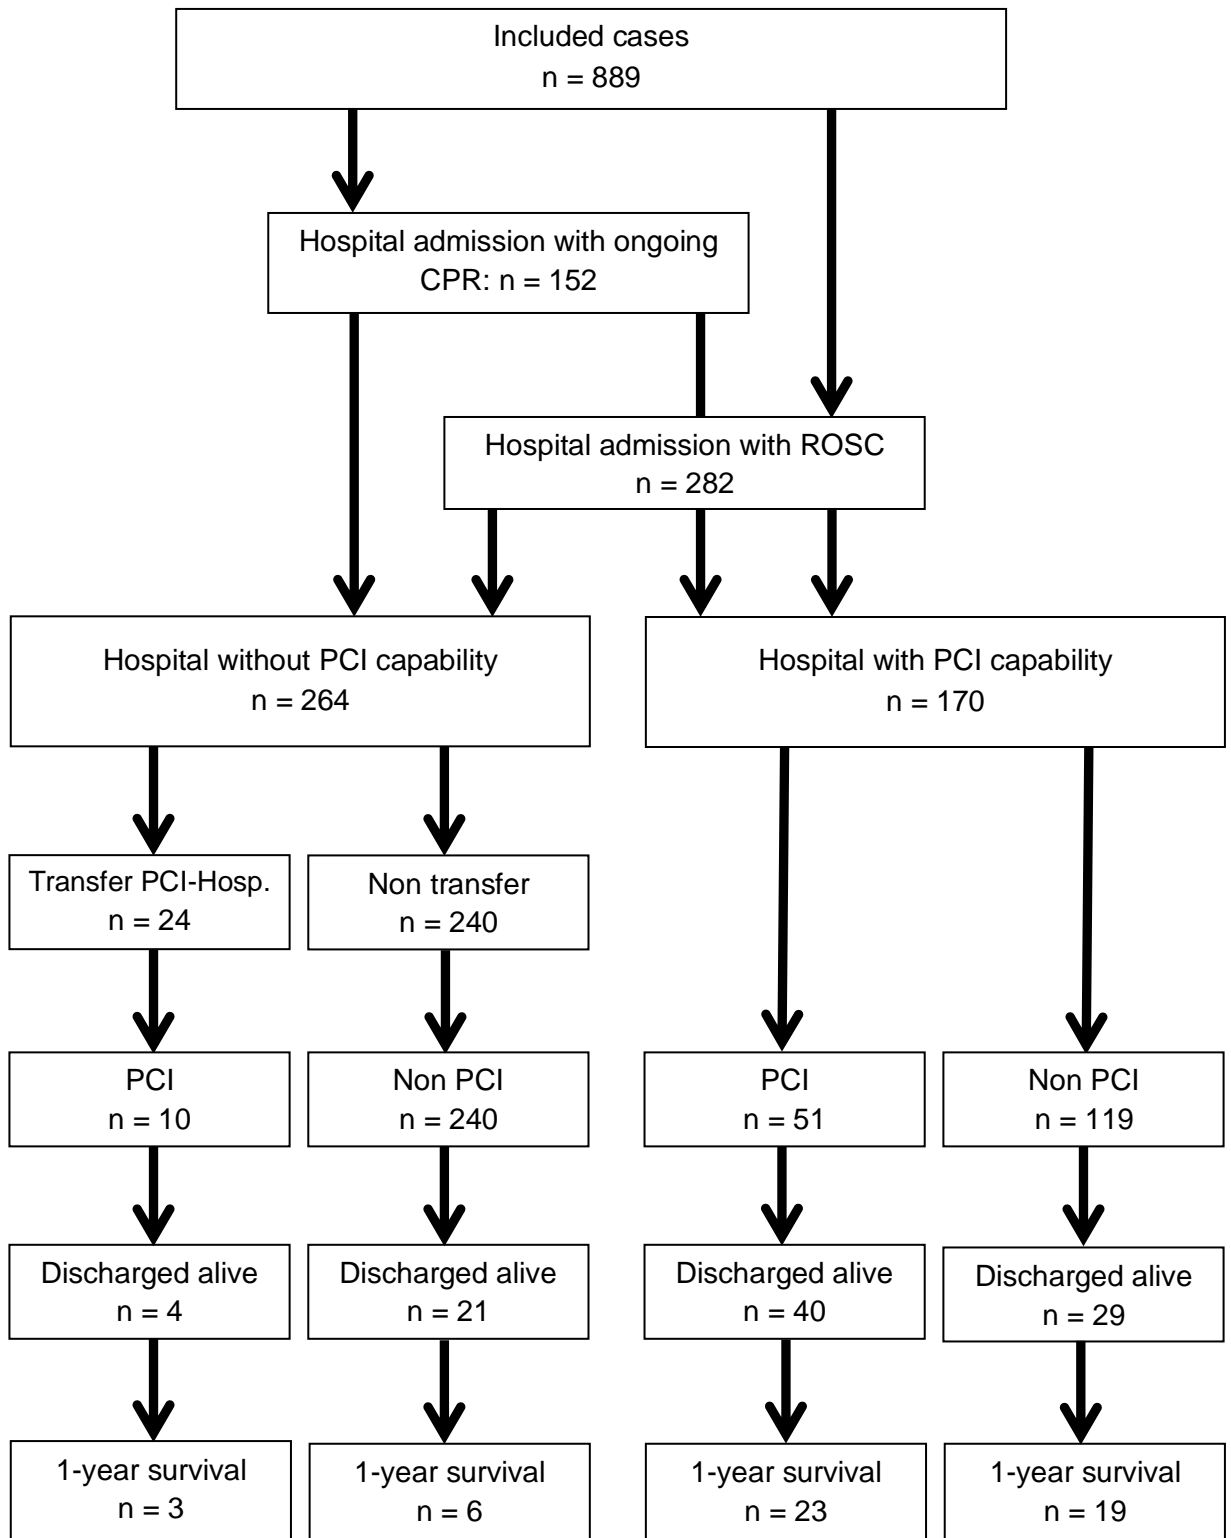 Included cases
n = 889
Hospital admission with ongoing
CPR: n = 152
Hospital admission with ROSC
n = 282
Hospital without PCI capability
n = 264
Hospital with PCI capability
n = 170
Transfer PCI-Hosp.
n = 24
Non transfer
n = 240
PCI
n = 10
Non PCI
n = 240
PCI
n = 51
Non PCI
n = 119
Discharged alive
n = 4
Discharged alive
n = 21
Discharged alive
n = 40
Discharged alive
n = 29
1-year survival
n = 3
1-year survival
n = 6
1-year survival
n = 23
1-year survival
n = 19